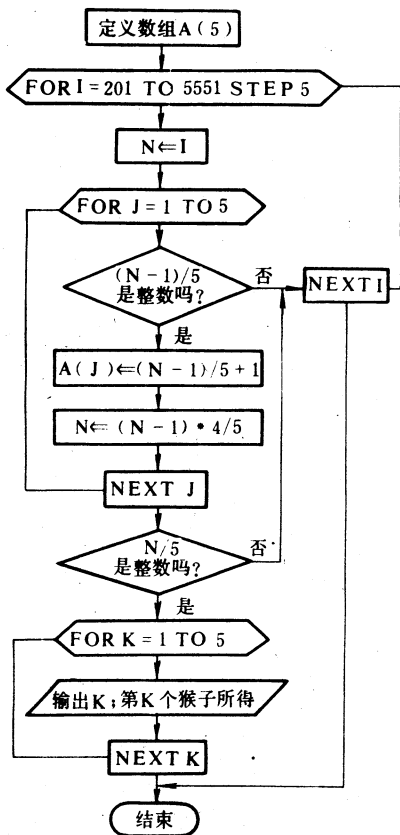 定义数组A(5)
FOR I=201 TO 5551 STEP 5
N⇐I
FOR J=1 TO 5
(N-1)/5
是整数吗?
否
NEXT I
是
A(J)⇐(N-1)/5+1
N⇐(N-1)*4/5
NEXT J
N/5
是整数吗?
否
是
FOR K=1 TO 5
输出K;第K个猴子所得
NEXT K
结束